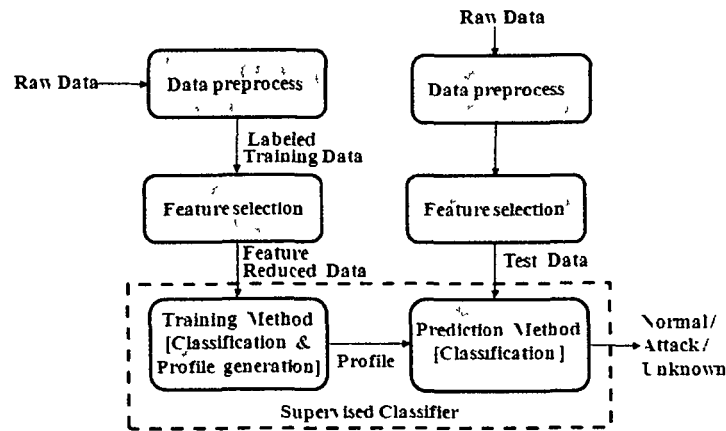 Raw Data
Raw Data
Data preprocess
Data preprocess
Labeled
Training Data
Feature selection
Feature selection
Feature
Reduced Data
Test Data
Training Method
[Classification &
Profile generation]
Profile
Prediction Method
[Classification]
Normal/
Attack/
Unknown
Supervised Classifier